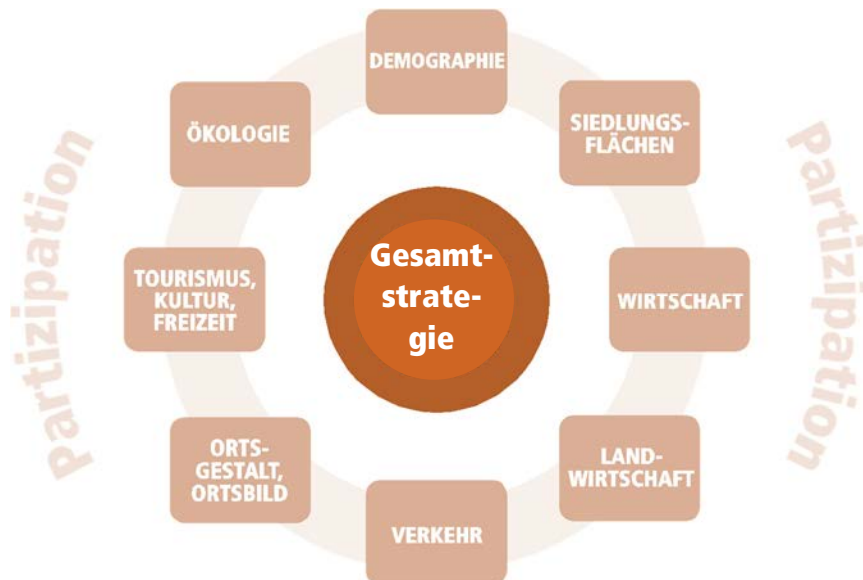 DEMOGRAPHIE
SIEDLUNGS-
FLÄCHEN
WIRTSCHAFT
LAND-
WIRTSCHAFT
VERKEHR
ORTS-
GESTALT,
ORTSBILD
TOURISMUS,
KULTUR,
FREIZEIT
ÖKOLOGIE
Gesamt-
strate-
gie
Partizipation
Partizipation